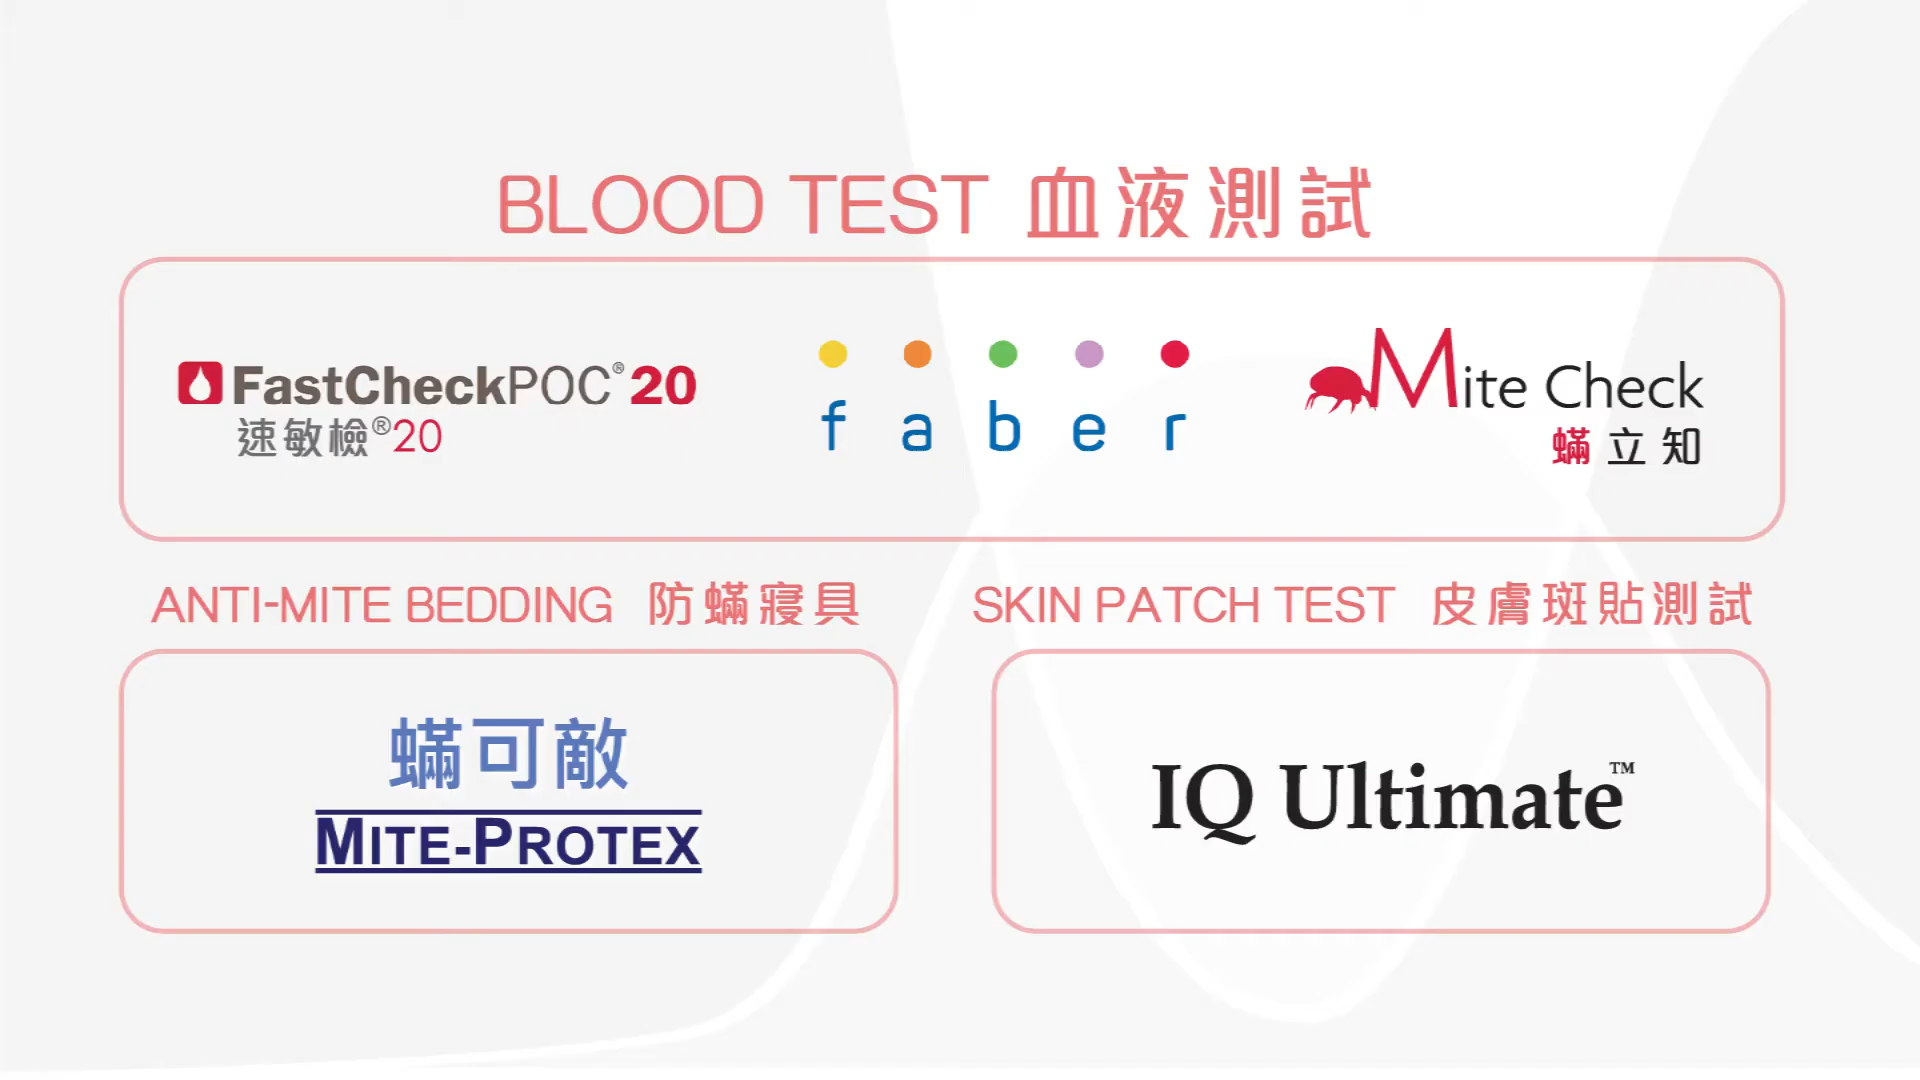 BLOOD TEST 血液測試
FastCheckPOC®20
速敏檢®20
faber
Mite Check
蟎立知
ANTI-MITE BEDDING 防蟎寢具
SKIN PATCH TEST 皮膚斑貼測試
蟎可敵
MITE-PROTEX
IQ Ultimate™